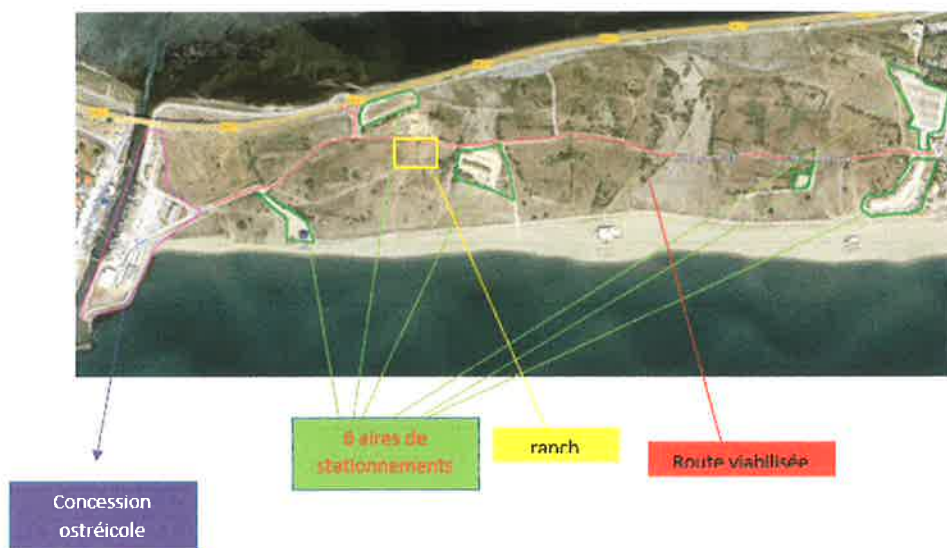 6 aires de
stationnements
ranch
Route viabilisée
Concession
ostréicole